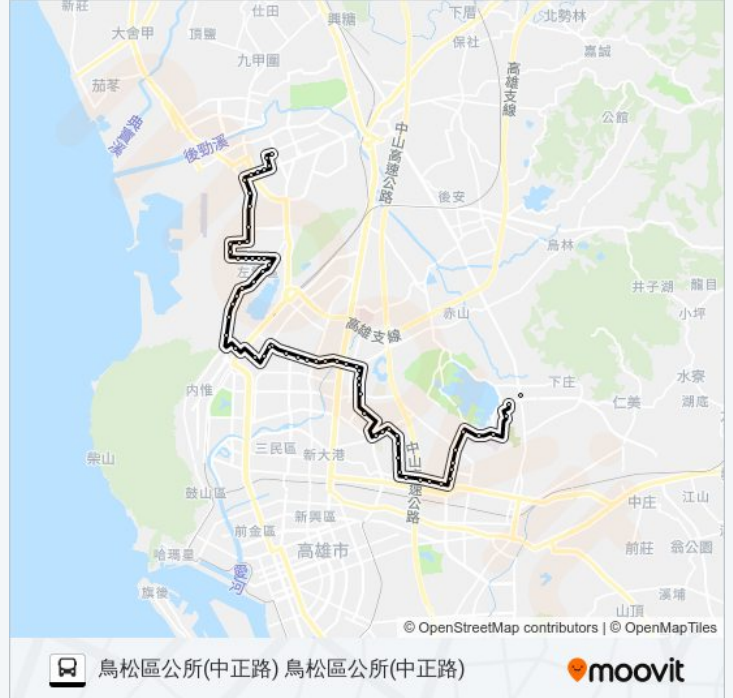 新莊
仕田
興糖
下厝
北勢林
大舍甲
頂鹽
保社
嘉誠
九甲圍
高雄支線
茄苳
典寶溪
後勁溪
中山高速公路
公館
後安
鳥林
左
井子湖
龍目
赤山
小坪
高雄支線
內惟
下庄
水寮
仁美
湖底
三民區
新大港
中山
速公路
柴山
鼓山區
中庄
江山
前金區
新興區
高雄市
前莊
翁公園
哈瑪星
愛河
旗後
溪埔
山頂
© OpenStreetMap contributors | © OpenMapTiles
鳥松區公所(中正路) 鳥松區公所(中正路)
moovit